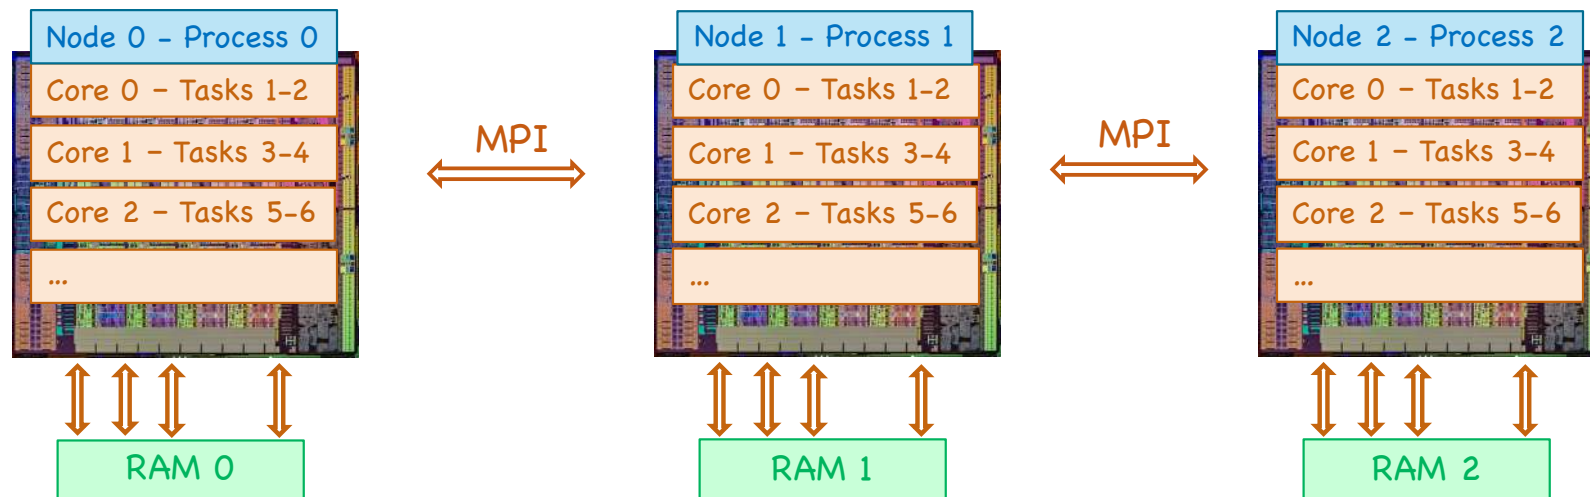 Node 0 - Process 0
Core 0 – Tasks 1-2
Core 1 – Tasks 3-4
Core 2 – Tasks 5-6
...
RAM 0
MPI
Node 1 - Process 1
Core 0 – Tasks 1-2
Core 1 – Tasks 3-4
Core 2 – Tasks 5-6
...
RAM 1
MPI
Node 2 - Process 2
Core 0 – Tasks 1-2
Core 1 – Tasks 3-4
Core 2 – Tasks 5-6
...
RAM 2